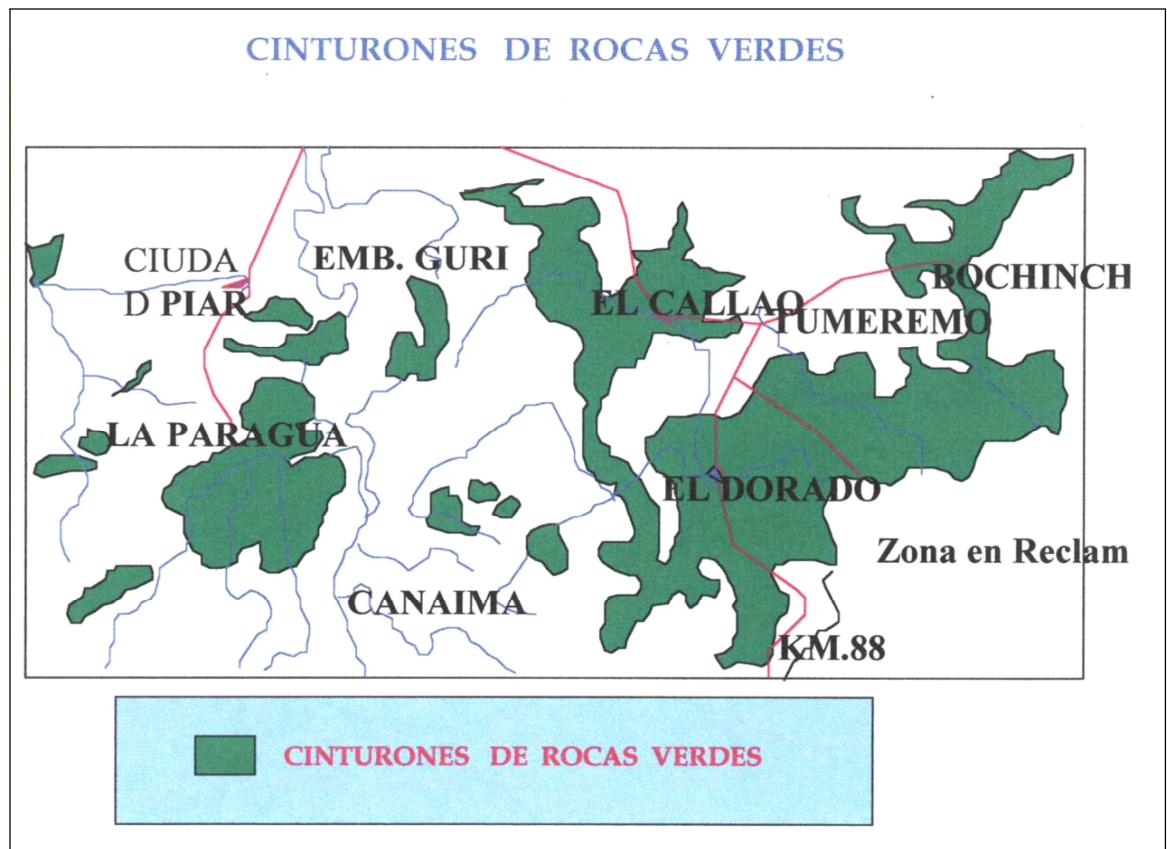 CINTURONES DE ROCAS VERDES
CIUDA
D PIAR
EMB. GURI
EL CALLAO
TUMEREMO
BOCHINCH
LA PARAGUA
EL DORADO
Zona en Reclam
CANAIMA
KM.88
CINTURONES DE ROCAS VERDES